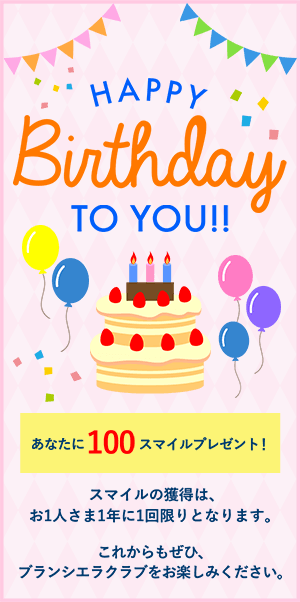 HAPPY
Birthday
TO YOU!!
あなたに100スマイルプレゼント!
スマイルの獲得は、
お1人さま1年に1回限りとなります。
これからもぜひ、
ブランシエラクラブをお楽しみください。